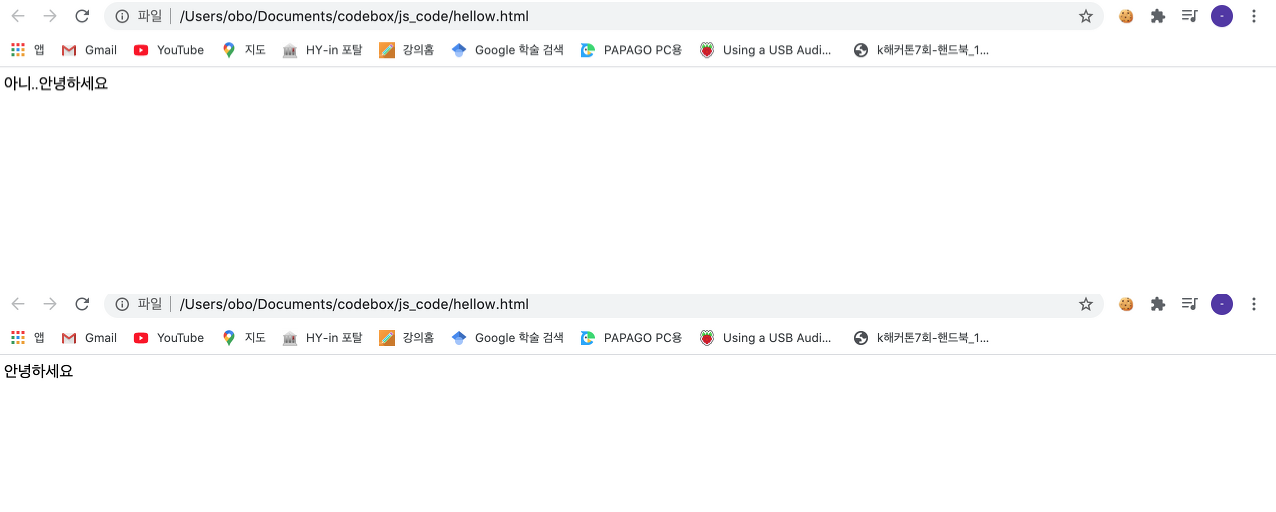 파일 /Users/obo/Documents/codebox/js_code/hellow.html -
앱 Gmail YouTube 지도 HY-in 포탈 강의홈 Google 학술 검색 PAPAGO PC용 Using a USB Audi... k해커톤7회-핸드북_1...
아니..안녕하세요
파일 /Users/obo/Documents/codebox/js_code/hellow.html -
앱 Gmail YouTube 지도 HY-in 포탈 강의홈 Google 학술 검색 PAPAGO PC용 Using a USB Audi... k해커톤7회-핸드북_1...
안녕하세요